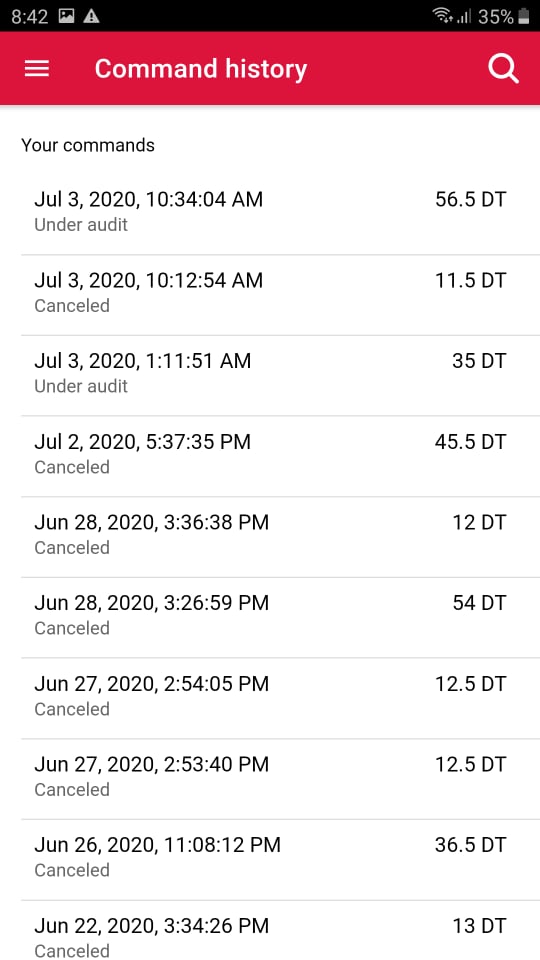 8:42 35%
Command history
Your commands
Jul 3, 2020, 10:34:04 AM 56.5 DT
Under audit
Jul 3, 2020, 10:12:54 AM 11.5 DT
Canceled
Jul 3, 2020, 1:11:51 AM 35 DT
Under audit
Jul 2, 2020, 5:37:35 PM 45.5 DT
Canceled
Jun 28, 2020, 3:36:38 PM 12 DT
Canceled
Jun 28, 2020, 3:26:59 PM 54 DT
Canceled
Jun 27, 2020, 2:54:05 PM 12.5 DT
Canceled
Jun 27, 2020, 2:53:40 PM 12.5 DT
Canceled
Jun 26, 2020, 11:08:12 PM 36.5 DT
Canceled
Jun 22, 2020, 3:34:26 PM 13 DT
Canceled